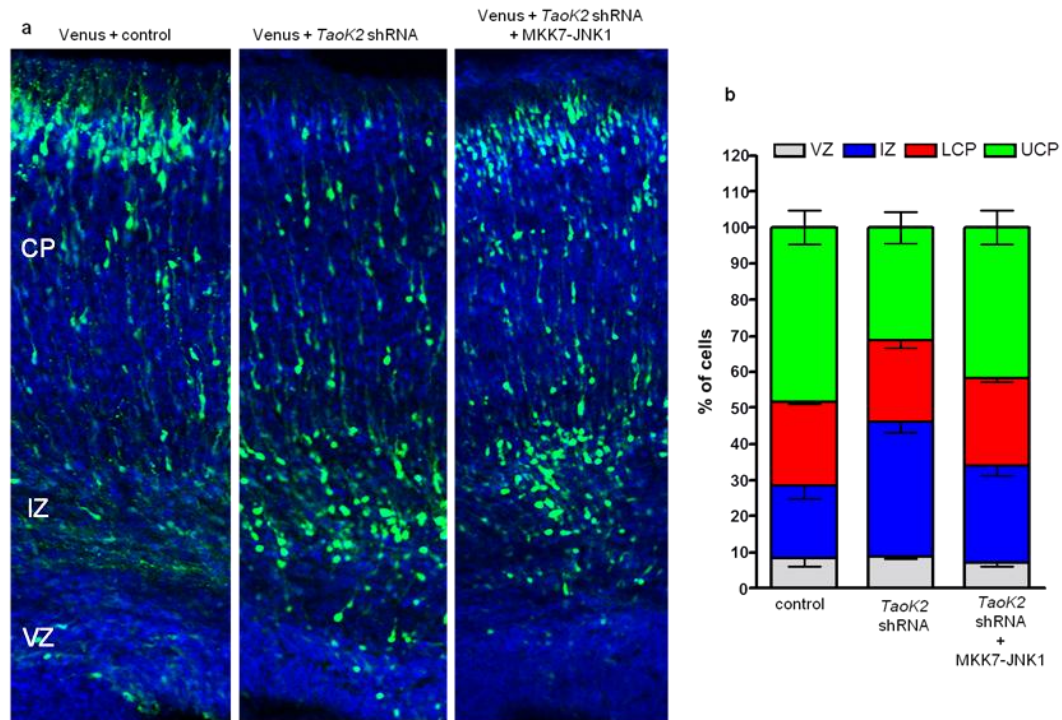 a
Venus + control
Venus + TaoK2 shRNA
Venus + TaoK2 shRNA
+ MKK7-JNK1
CP
IZ
VZ
b
VZ IZ LCP UCP
120
110
100
90
80
70
60
50
40
30
20
10
0
% of cells
control
TaoK2
shRNA
TaoK2
shRNA
+
MKK7-JNK1